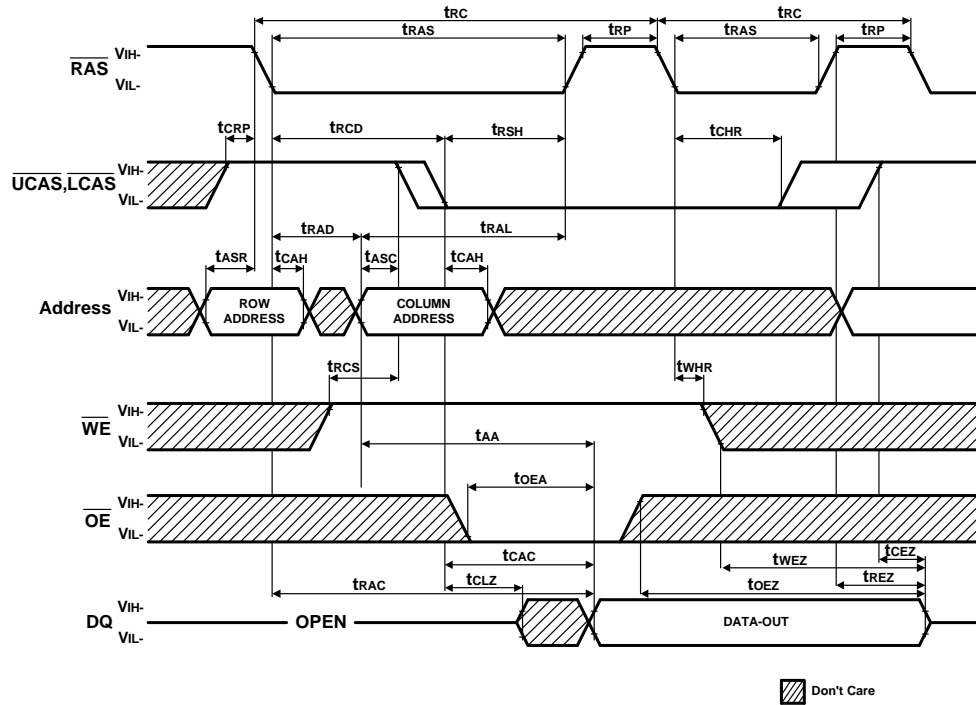 tRC tRC
tRAS tRP tRAS tRP
RAS VIH-
VIL-
tCRP tRCD tRSH tCHR
UCAS,LCAS VIH-
VIL-
tRAD tRAL
tASR tCAH tASC tCAH
Address VIH-
VIL-
ROW
ADDRESS
COLUMN
ADDRESS
tRCS tWHR
WE VIH-
VIL-
tAA
tOEA
OE VIH-
VIL-
tCAC tWEZ tCEZ
tRAC tCLZ tOEZ tREZ
DQ VIH-
VIL-
OPEN DATA-OUT
Don't Care